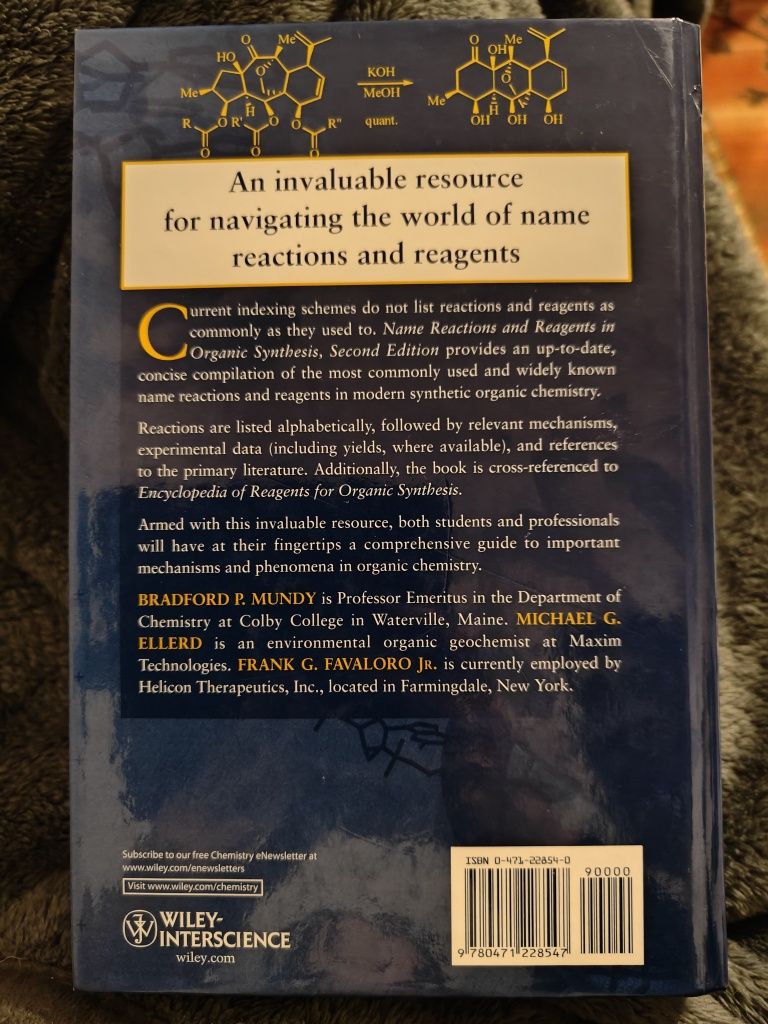 Me
HO
O
O
Me
H
R
O
R'
O
O
R"
O
O
O
KOH
MeOH
quant.
O
OH
Me
O
Me
H
OH
OH
OH
An invaluable resource
for navigating the world of name
reactions and reagents
Current indexing schemes do not list reactions and reagents as
commonly as they used to. Name Reactions and Reagents in
Organic Synthesis, Second Edition provides an up-to-date,
concise compilation of the most commonly used and widely known
name reactions and reagents in modern synthetic organic chemistry.
Reactions are listed alphabetically, followed by relevant mechanisms,
experimental data (including yields, where available), and references
to the primary literature. Additionally, the book is cross-referenced to
Encyclopedia of Reagents for Organic Synthesis.
Armed with this invaluable resource, both students and professionals
will have at their fingertips a comprehensive guide to important
mechanisms and phenomena in organic chemistry.
BRADFORD P. MUNDY is Professor Emeritus in the Department of
Chemistry at Colby College in Waterville, Maine. MICHAEL G.
ELLERD is an environmental organic geochemist at Maxim
Technologies. FRANK G. FAVALORO JR. is currently employed by
Helicon Therapeutics, Inc., located in Farmingdale, New York.
Subscribe to our free Chemistry eNewsletter at
www.wiley.com/enewsletters
Visit www.wiley.com/chemistry
WILEY-
INTERSCIENCE
wiley.com
ISBN 0-471-22854-0
90000
9 780471 228547